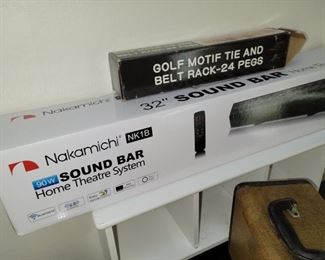 GOLF MOTIF TIE AND
BELT RACK-24 PEGS
32" SOUND BAR
Nakamichi NK1B
90W SOUND BAR
Home Theatre System